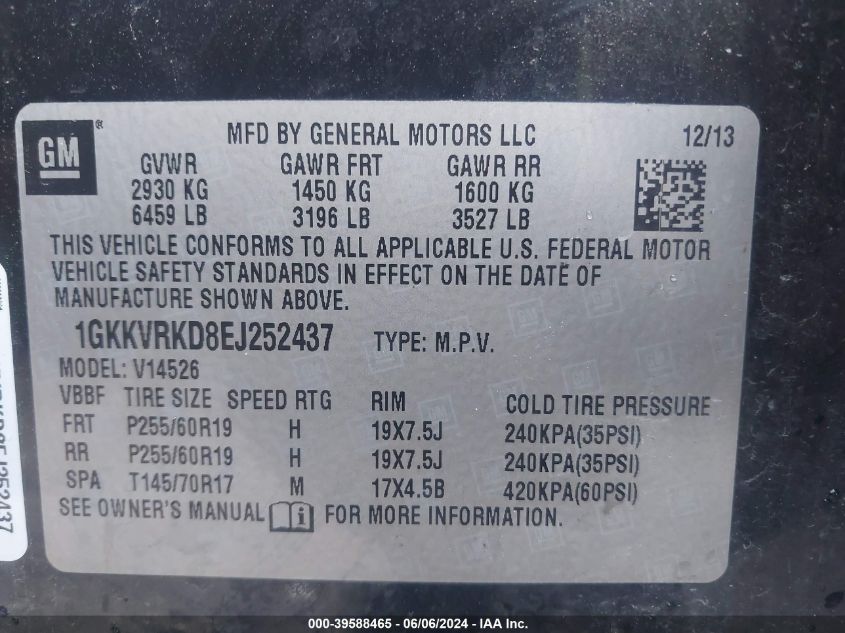 GM ®
MFD BY GENERAL MOTORS LLC 12/13
GVWR GAWR FRT GAWR RR
2930 KG 1450 KG 1600 KG
6459 LB 3196 LB 3527 LB
THIS VEHICLE CONFORMS TO ALL APPLICABLE U.S. FEDERAL MOTOR
VEHICLE SAFETY STANDARDS IN EFFECT ON THE DATE OF
MANUFACTURE SHOWN ABOVE.
1GKKVRKD8EJ252437 TYPE: M.P.V.
MODEL: V14526
VBBF TIRE SIZE SPEED RTG RIM COLD TIRE PRESSURE
FRT P255/60R19 H 19X7.5J 240KPA(35PSI)
RR P255/60R19 H 19X7.5J 240KPA(35PSI)
SPA T145/70R17 M 17X4.5B 420KPA(60PSI)
SEE OWNER'S MANUAL i FOR MORE INFORMATION.
000-39588465 - 06/06/2024 - IAA Inc.